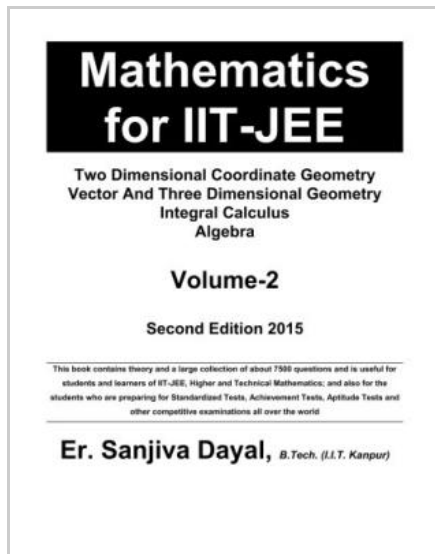 Mathematics
for IIT-JEE
Two Dimensional Coordinate Geometry
Vector And Three Dimensional Geometry
Integral Calculus
Algebra
Volume-2
Second Edition 2015
This book contains theory and a large collection of about 7500 questions and is useful for
students and learners of IIT-JEE, Higher and Technical Mathematics; and also for the
students who are preparing for Standardized Tests, Achievement Tests, Aptitude Tests and
other competitive examinations all over the world
Er. Sanjiva Dayal, B.Tech. (I.I.T. Kanpur)